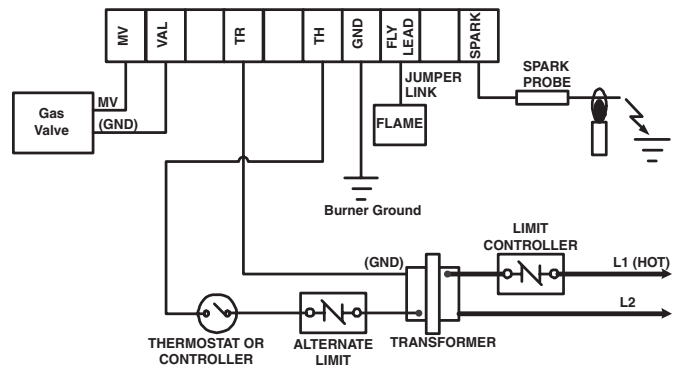 MV
VAL
TR
TH
GND
FLY
LEAD
SPARK
SPARK
PROBE
JUMPER
LINK
Gas
Valve
MV
(GND)
FLAME
Burner Ground
LIMIT
CONTROLLER
(GND)
L1 (HOT)
L2
THERMOSTAT OR
CONTROLLER
ALTERNATE
LIMIT
TRANSFORMER